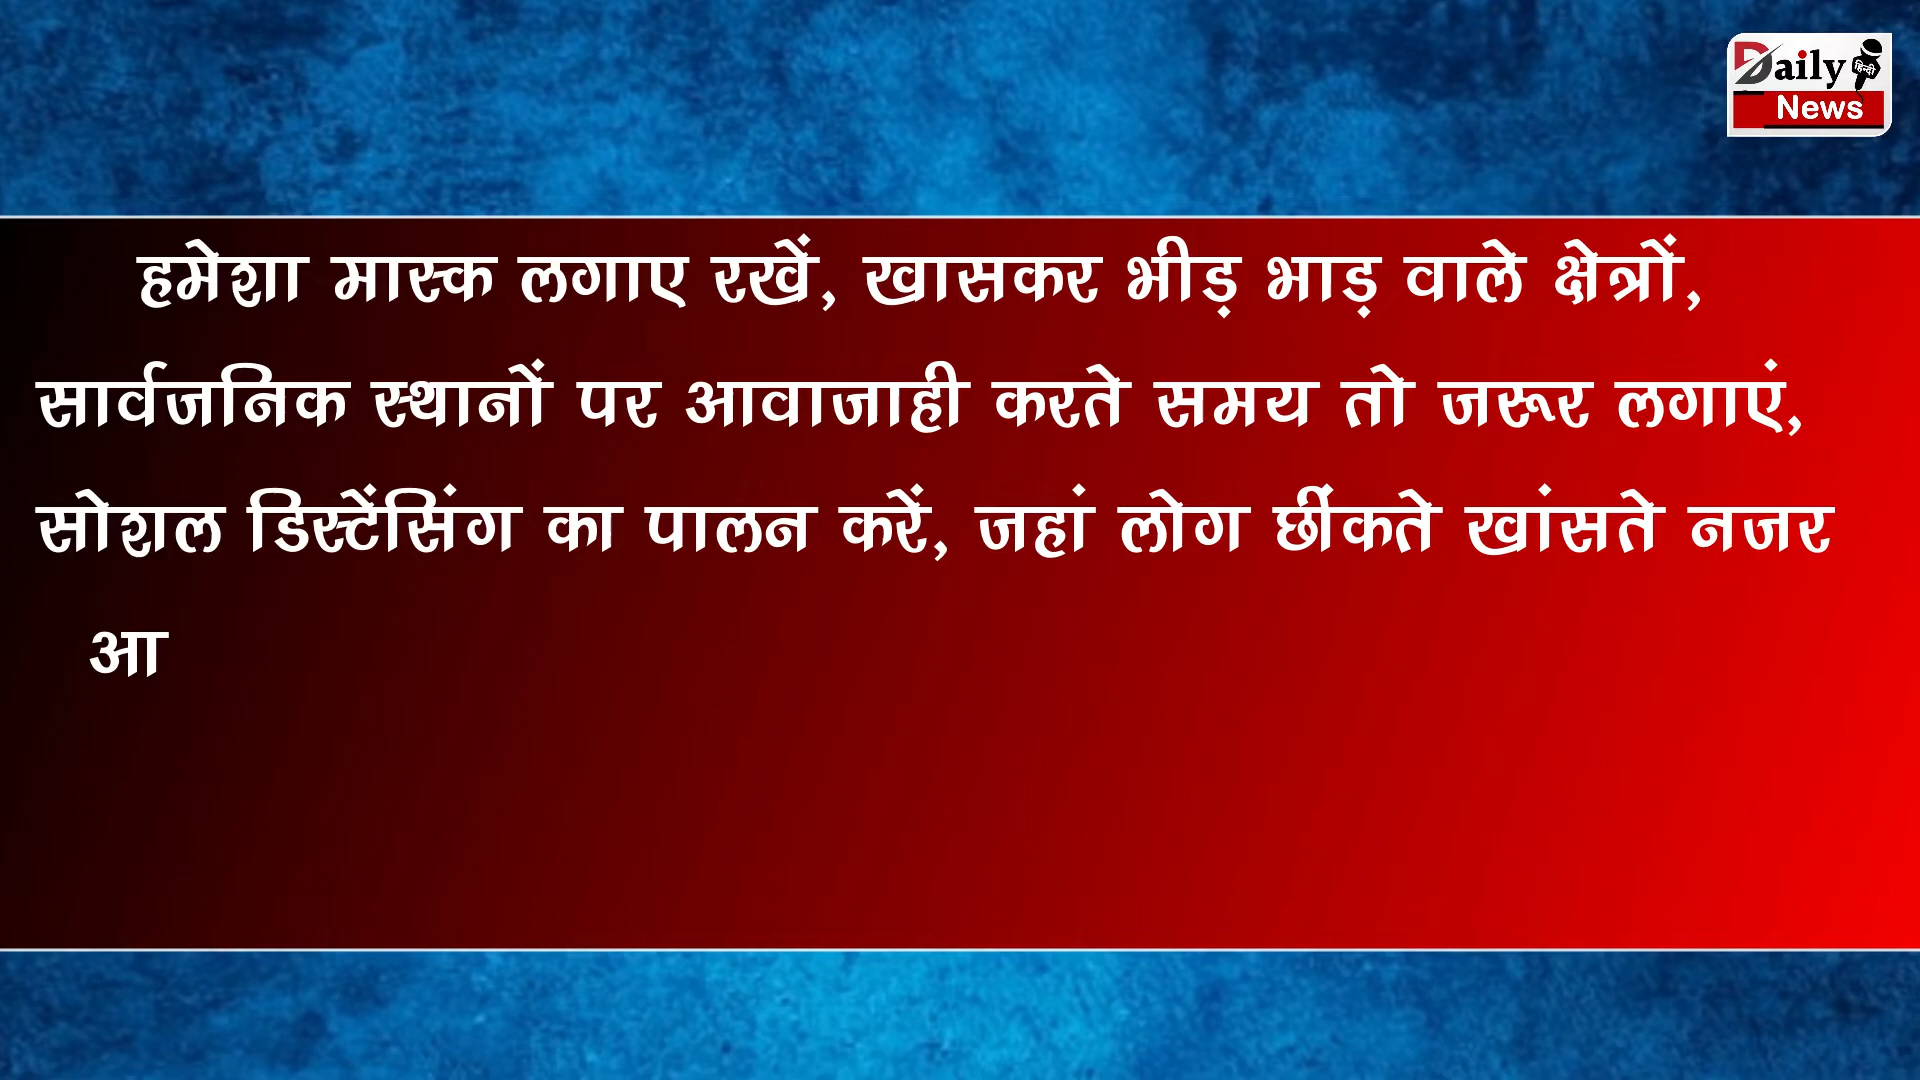 Daily हिन्दी
News
हमेशा मास्क लगाए रखें, खासकर भीड़ भाड़ वाले क्षेत्रों,
सार्वजनिक स्थानों पर आवाजाही करते समय तो जरूर लगाएं,
सोशल डिस्टेंसिंग का पालन करें, जहां लोग छींकते खांसते नजर
आ